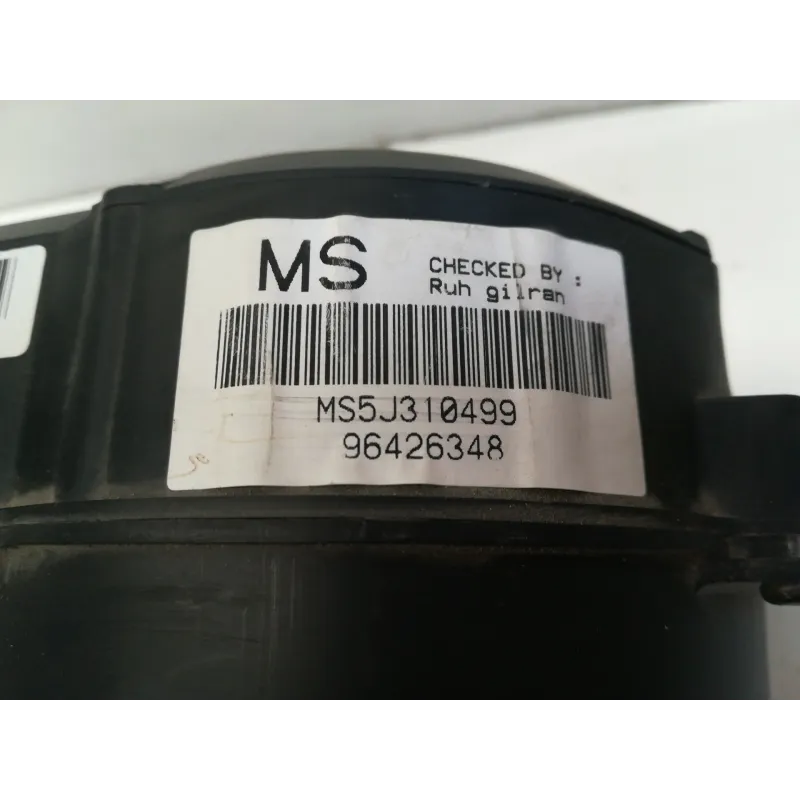 MS
CHECKED BY :
Ruh gilran
MS5J310499
96426348